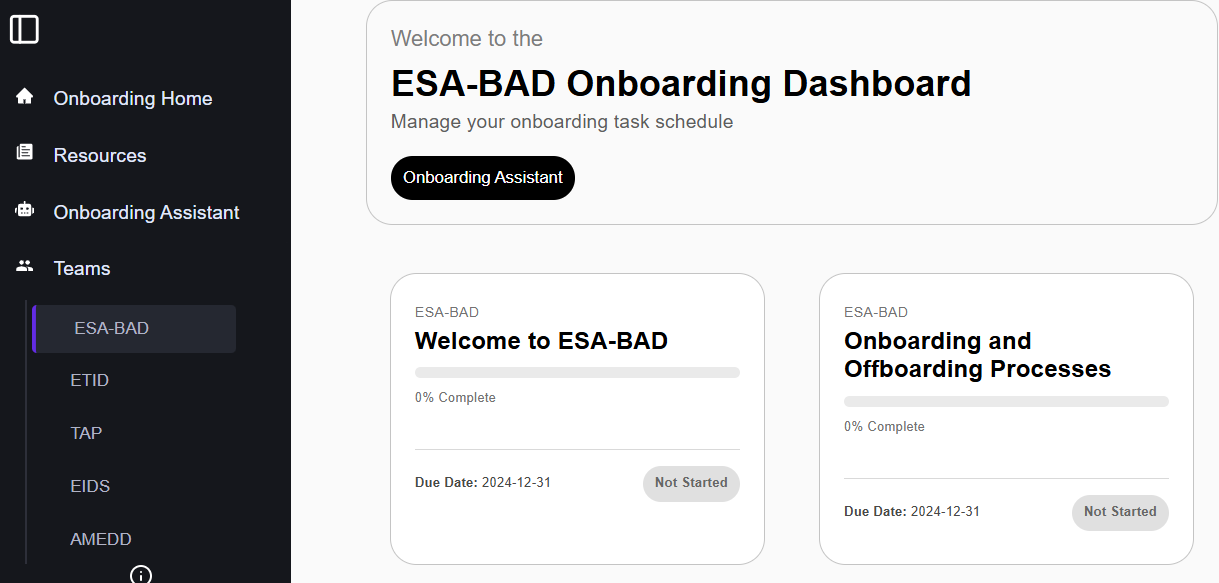 Onboarding Home
Resources
Onboarding Assistant
Teams
ESA-BAD
ETID
TAP
EIDS
AMEDD
Welcome to the
ESA-BAD Onboarding Dashboard
Manage your onboarding task schedule
Onboarding Assistant
ESA-BAD
Welcome to ESA-BAD
0% Complete
Due Date: 2024-12-31
Not Started
ESA-BAD
Onboarding and
Offboarding Processes
0% Complete
Due Date: 2024-12-31
Not Started